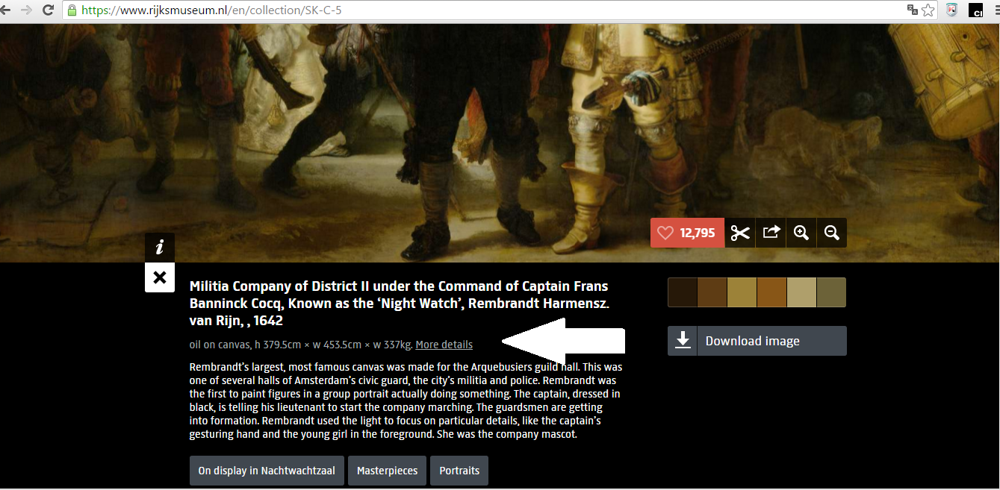 https://www.rijksmuseum.nl/en/collection/SK-C-5
12,795
i
Militia Company of District II under the Command of Captain Frans
Banninck Cocq, Known as the ‘Night Watch’, Rembrandt Harmensz.
van Rijn, , 1642
oil on canvas, h 379.5cm × w 453.5cm × w 337kg. More details
Rembrandt's largest, most famous canvas was made for the Arquebusiers guild hall. This was
one of several halls of Amsterdam's civic guard, the city's militia and police. Rembrandt was
the first to paint figures in a group portrait actually doing something. The captain, dressed in
black, is telling his lieutenant to start the company marching. The guardsmen are getting
into formation. Rembrandt used the light to focus on particular details, like the captain's
gesturing hand and the young girl in the foreground. She was the company mascot.
On display in Nachtwachtzaal
Masterpieces
Portraits
Download image